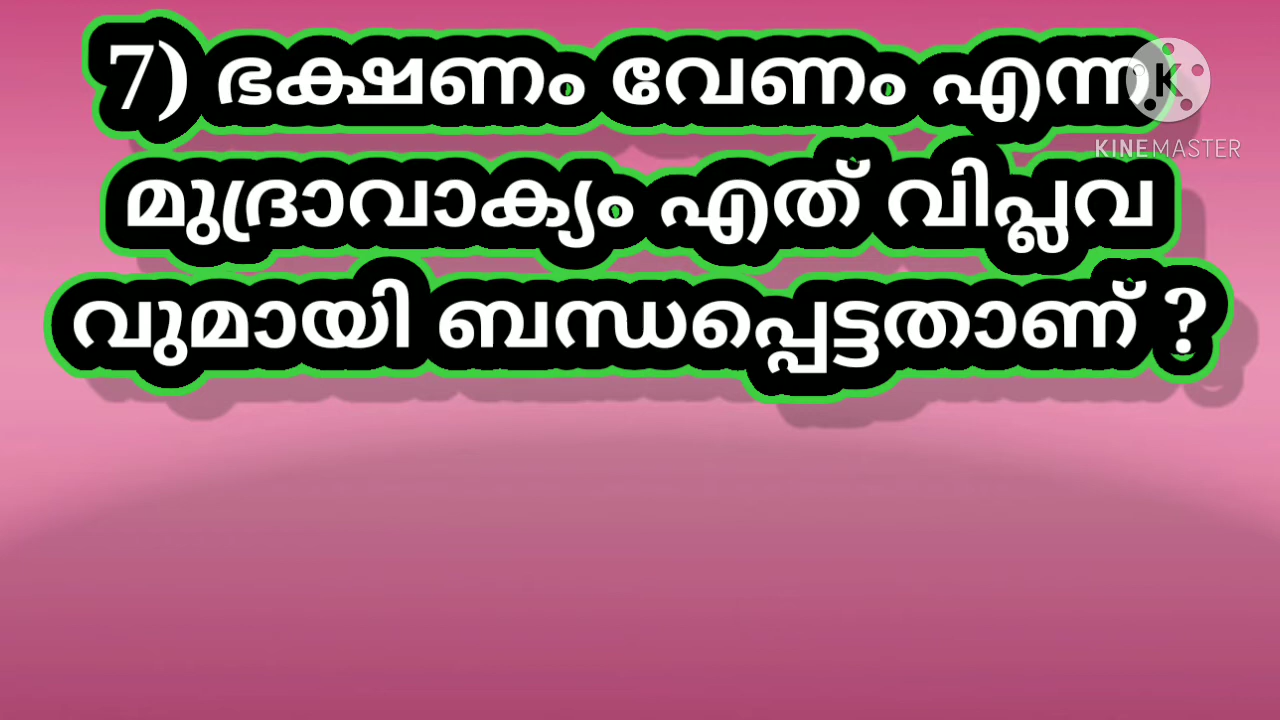 7) ഭക്ഷണം വേണം എന്ന
മുദ്രാവാക്യം എത് വിപ്ലവ
വുമായി ബന്ധപ്പെട്ടതാണ് ?
K
KINEMASTER